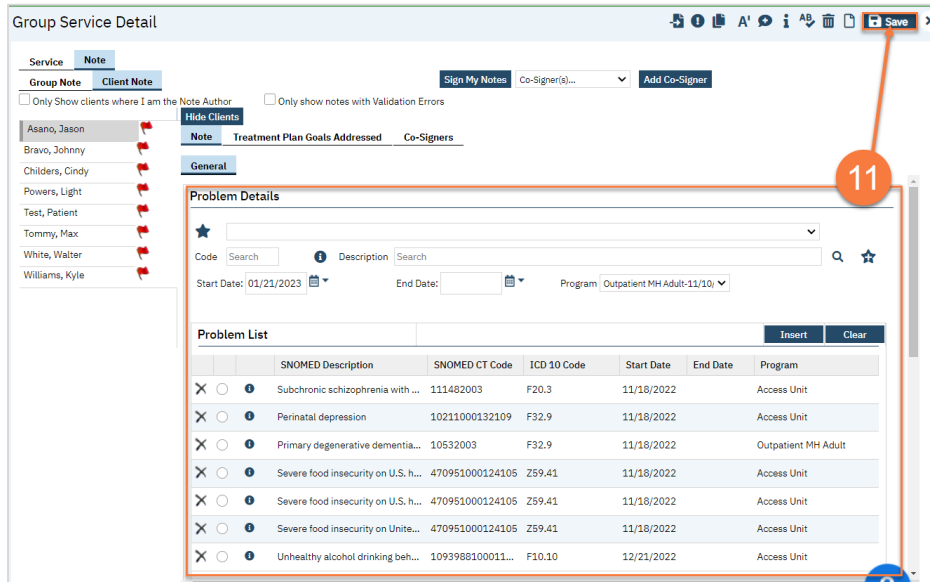 Group Service Detail
Save
Service Note
Group Note Client Note
Sign My Notes Co-Signer(s)... Add Co-Signer
Only Show clients where I am the Note Author Only show notes with Validation Errors
Hide Clients
Asano, Jason
Bravo, Johnny
Childers, Cindy
Powers, Light
Test, Patient
Tommy, Max
White, Walter
Williams, Kyle
Note Treatment Plan Goals Addressed Co-Signers
General
11
Problem Details
Code Search Description Search
Start Date: 01/21/2023 End Date: Program Outpatient MH Adult-11/10/
Problem List Insert Clear
SNOMED Description SNOMED CT Code ICD 10 Code Start Date End Date Program
Subchronic schizophrenia with ... 111482003 F20.3 11/18/2022 Access Unit
Perinatal depression 10211000132109 F32.9 11/18/2022 Access Unit
Primary degenerative dementia... 10532003 F32.9 11/18/2022 Outpatient MH Adult
Severe food insecurity on U.S. h... 470951000124105 Z59.41 11/18/2022 Access Unit
Severe food insecurity on U.S. h... 470951000124105 Z59.41 11/18/2022 Access Unit
Severe food insecurity on Unite... 470951000124105 Z59.41 11/18/2022 Access Unit
Unhealthy alcohol drinking beh... 1093988100011... F10.10 12/21/2022 Access Unit